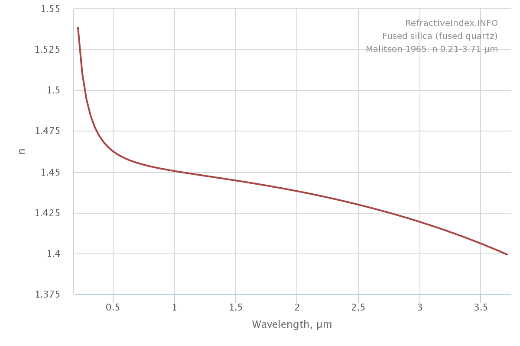 RefractiveIndex.INFO
Fused silica (fused quartz)
Malitson 1965: n 0.21-3.71 µm
1.55
1.525
1.5
1.475
1.45
1.425
1.4
1.375
n
0.5 1 1.5 2 2.5 3 3.5
Wavelength, µm